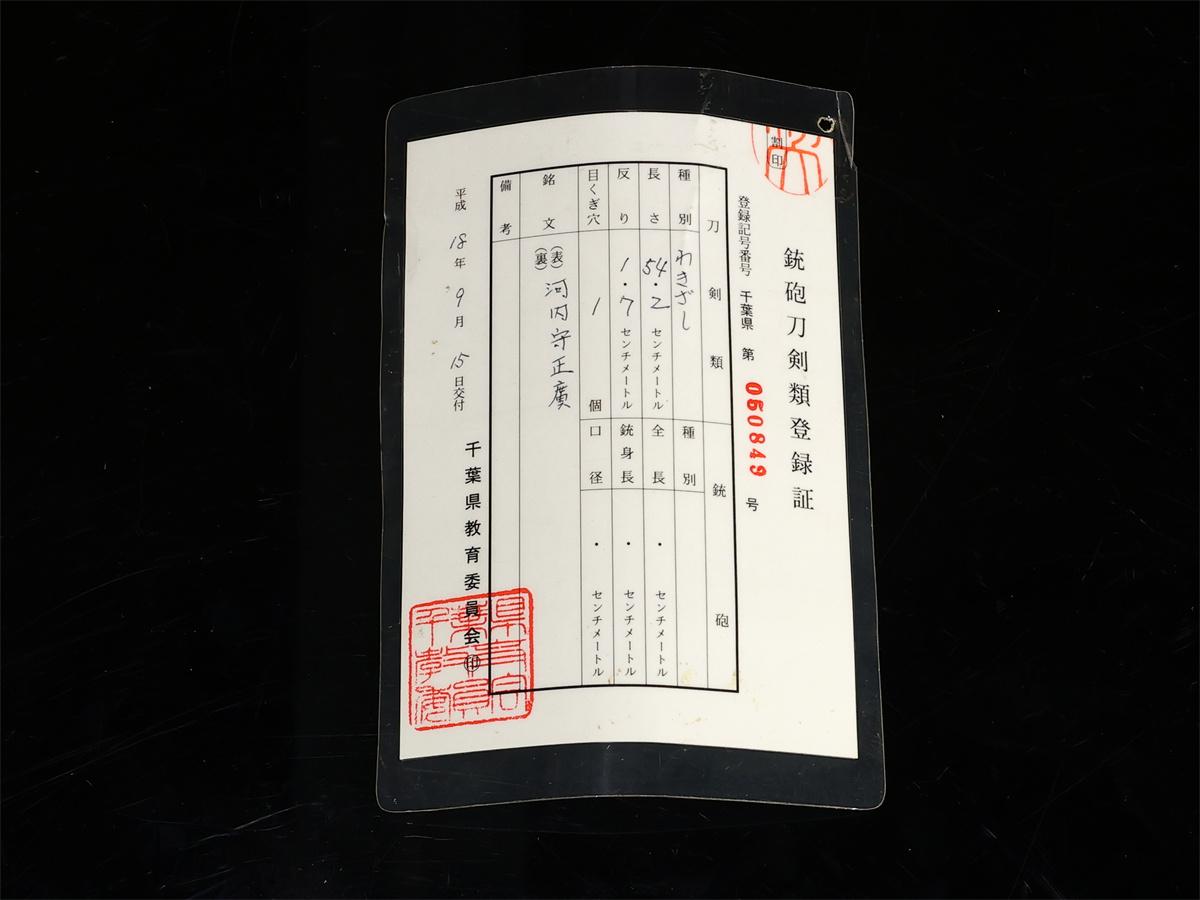 割印
銃砲刀剣類登録証
登録記号番号 千葉県 第 050849 号
刀剣類
銃砲
種別 わきざし
種別
長さ 54.2 センチメートル
全長 ・ センチメートル
反り 1.7 センチメートル
銃身長 ・ センチメートル
目くぎ穴 1 個
口径 ・ センチメートル
銘文 (表) 河内守正廣
(裏)
備考
平成 18 年 9 月 15 日交付
千葉県教育委員会 印